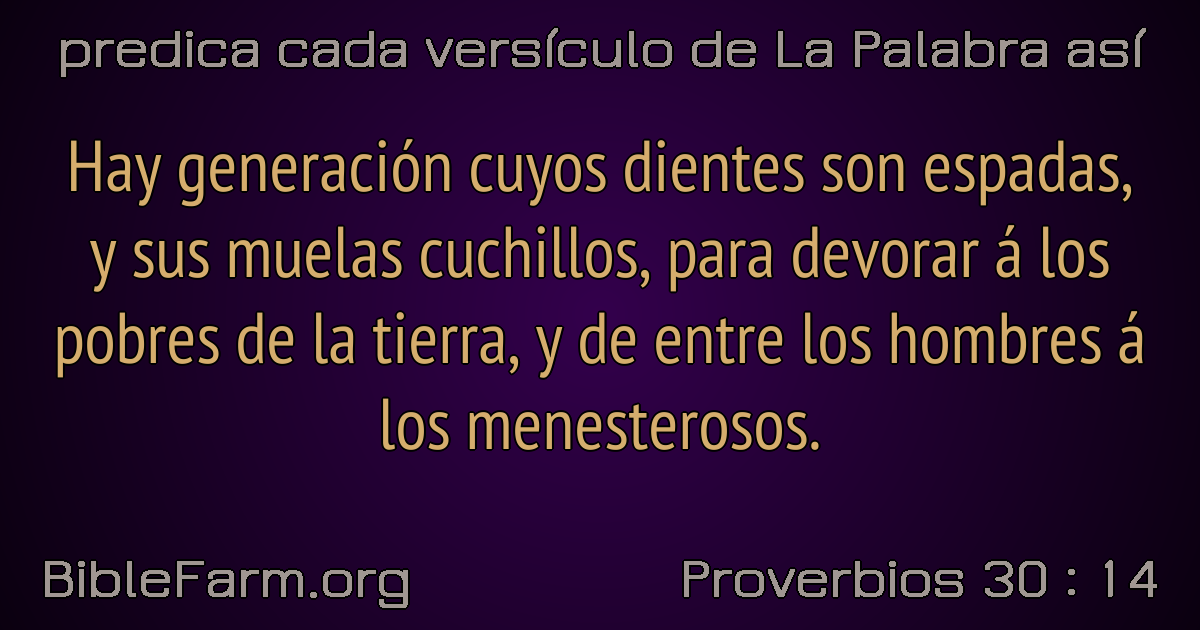 predica cada versículo de La Palabra así
Hay generación cuyos dientes son espadas,
y sus muelas cuchillos, para devorar á los
pobres de la tierra, y de entre los hombres á
los menesterosos.
BibleFarm.org
Proverbios 30 : 14